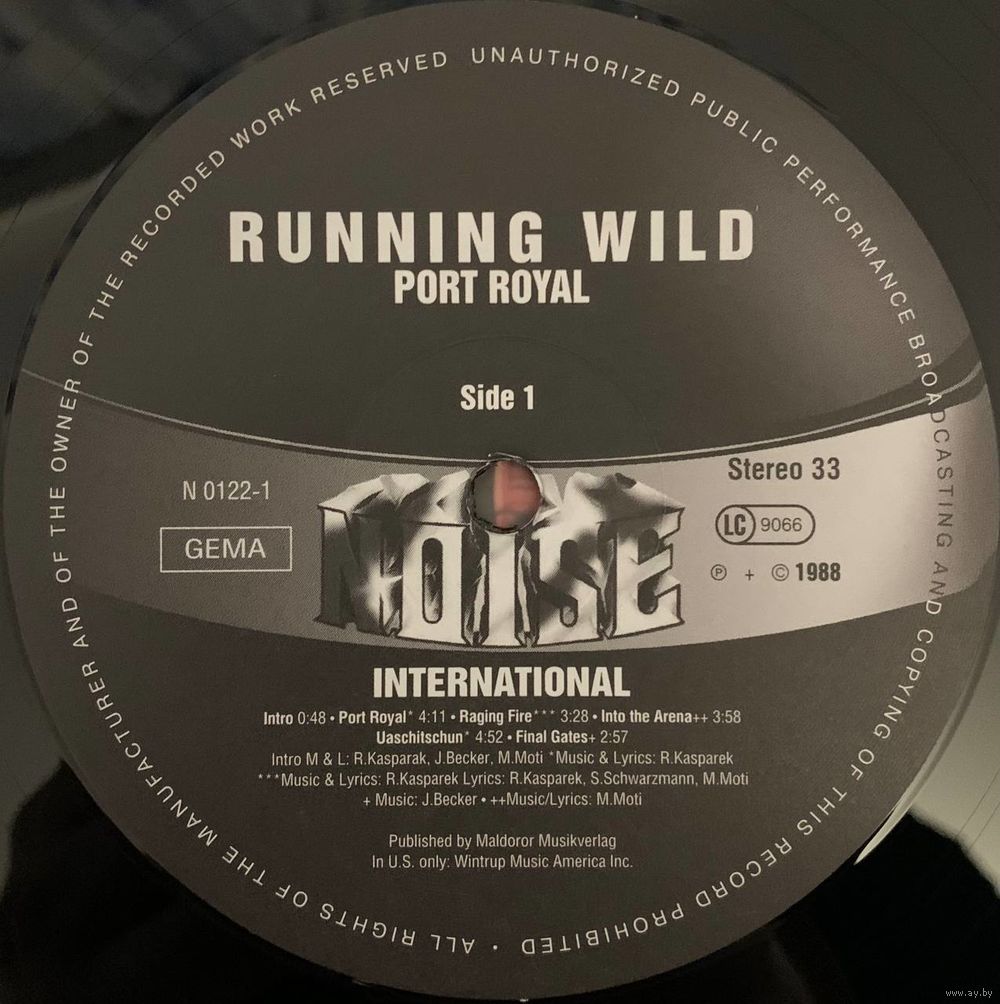 UNAUTHORIZED PUBLIC PERFORMANCE BROADCASTING AND COPYING OF THIS RECORD PROHIBITED • ALL RIGHTS OF THE MANUFACTURER AND OF THE OWNER OF THE RECORDED WORK RESERVED
RUNNING WILD
PORT ROYAL
Side 1
N 0122-1
GEMA
NOISE
INTERNATIONAL
Stereo 33
LC 9066
℗ + © 1988
Intro 0:48 • Port Royal* 4:11 • Raging Fire*** 3:28 • Into the Arena++ 3:58
Uaschitschun* 4:52 • Final Gates+ 2:57
Intro M & L: R.Kasparak, J.Becker, M.Moti *Music & Lyrics: R.Kasparek
***Music & Lyrics: R.Kasparek Lyrics: R.Kasparek, S.Schwarzmann, M.Moti
+ Music: J.Becker • ++Music/Lyrics: M.Moti
Published by Maldoror Musikverlag
In U.S. only: Wintrup Music America Inc.
www.ay.by